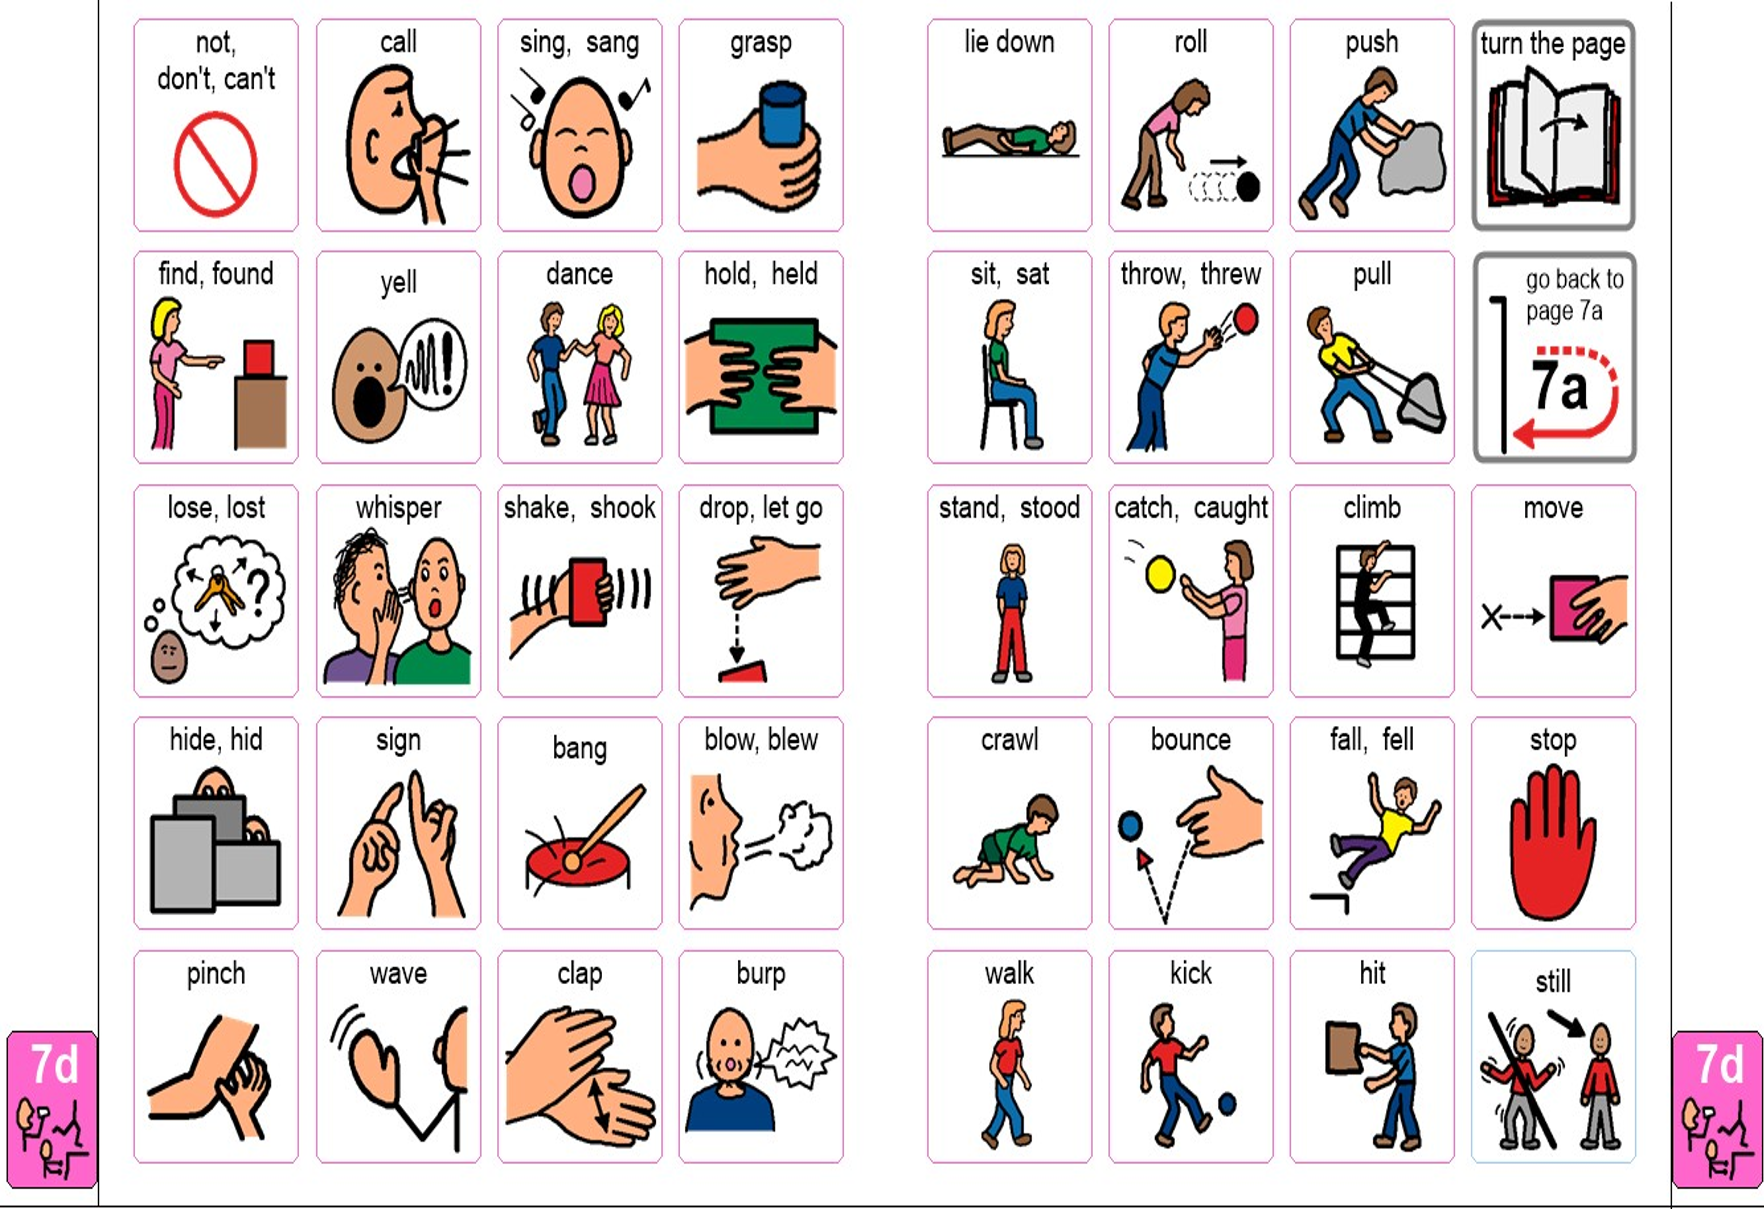 not,
don't, can't
call
sing, sang
grasp
lie down
roll
push
turn the page
find, found
yell
dance
hold, held
sit, sat
throw, threw
pull
go back to
page 7a
7a
lose, lost
?
whisper
shake, shook
drop, let go
stand, stood
catch, caught
climb
move
hide, hid
sign
bang
blow, blew
crawl
bounce
fall, fell
stop
pinch
wave
clap
burp
walk
kick
hit
still
7d
7d